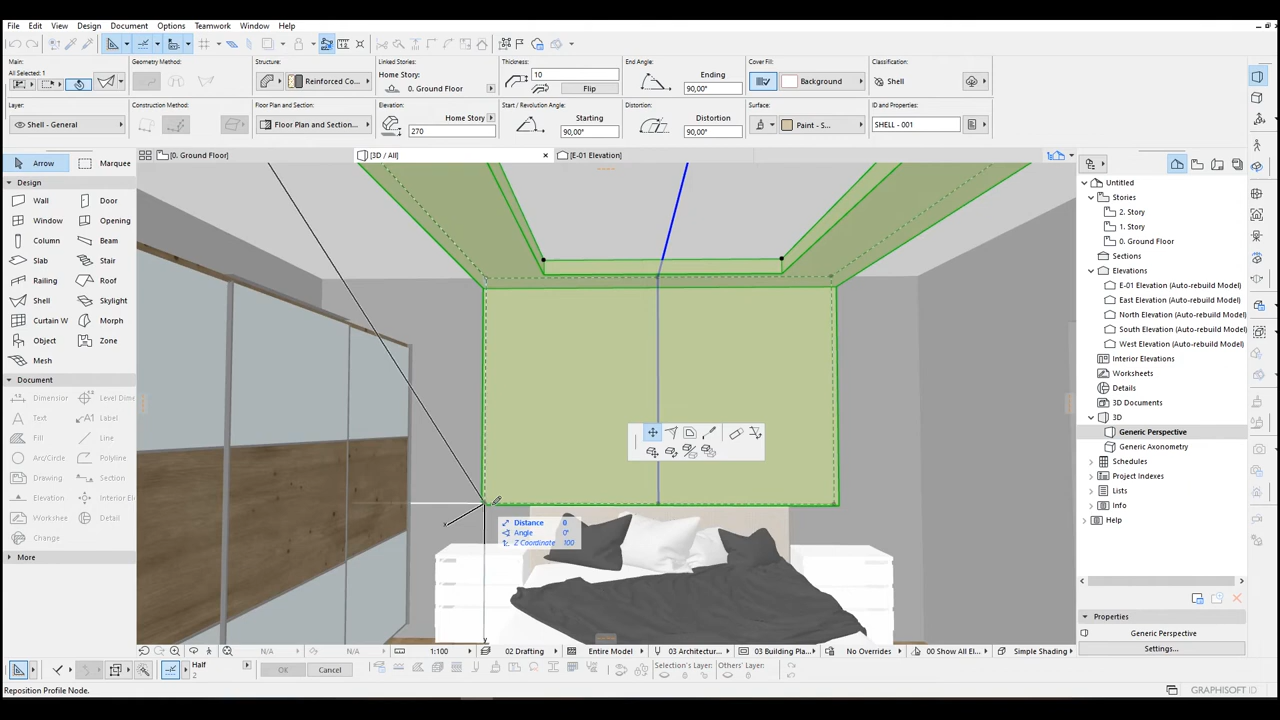 File Edit View Design Document Options Teamwork Window Help
Main: Geometry Method: Structure: Linked Stories: Thickness: End Angle: Cover Fill: Classification:
All Selected: 1 Home Story: 10 Ending Background Shell
Reinforced Co... 0. Ground Floor Flip 90,00°
Layer: Construction Method: Floor Plan and Section: Elevation: Home Story Start / Revolution Angle: Distortion: Surface: ID and Properties:
Shell - General Floor Plan and Section... 270 Starting Distortion Paint - S... SHELL - 001
90,00° 90,00°
[0. Ground Floor] [3D / All] [E-01 Elevation]
Arrow Marquee
Design
Wall Door
Window Opening
Column Beam
Slab Stair
Railing Roof
Shell Skylight
Curtain W Morph
Object Zone
Mesh
Document
Dimension Level Dime
Text Label
Fill Line
Arc/Circle Polyline
Drawing Section
Elevation Interior E
Workshee Detail
Change
More
Distance 0
Angle 0°
Z Coordinate 100
y
Untitled
Stories
2. Story
1. Story
0. Ground Floor
Sections
Elevations
E-01 Elevation (Auto-rebuild Model)
East Elevation (Auto-rebuild Model)
North Elevation (Auto-rebuild Model)
South Elevation (Auto-rebuild Model)
West Elevation (Auto-rebuild Model)
Interior Elevations
Worksheets
Details
3D Documents
3D
Generic Perspective
Generic Axonometry
Schedules
Project Indexes
Lists
Info
Help
Properties
Generic Perspective
Settings...
N/A N/A 1:100 02 Drafting Entire Model 03 Architectur... 03 Building Pla... No Overrides 00 Show All El... Simple Shading
Half
2
OK Cancel Selection's Layer: Others' Layer:
Reposition Profile Node.
GRAPHISOFT ID